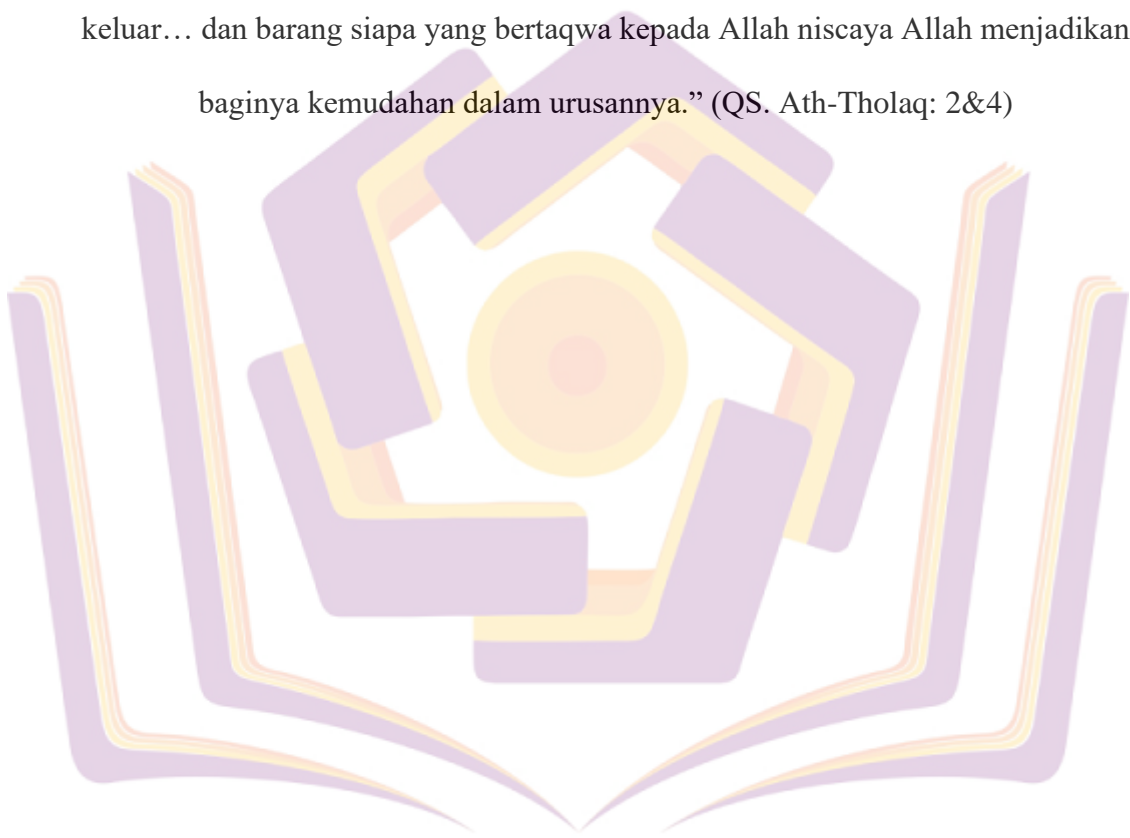 keluar… dan barang siapa yang bertaqwa kepada Allah niscaya Allah menjadikan
baginya kemudahan dalam urusannya.” (QS. Ath-Tholaq: 2&4)